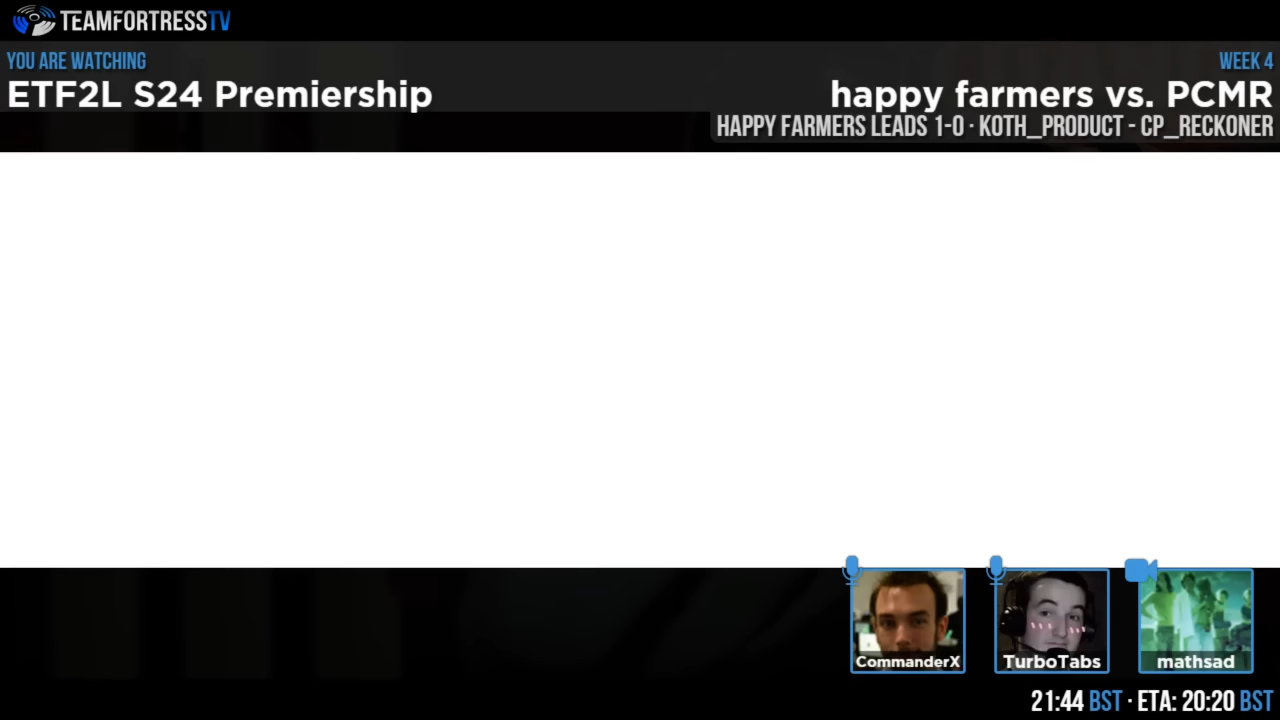 TEAMFORTRESSTV
YOU ARE WATCHING
WEEK 4
ETF2L S24 Premiership
happy farmers vs. PCMR
HAPPY FARMERS LEADS 1-0 · KOTH_PRODUCT - CP_RECKONER
CommanderX
TurboTabs
mathsad
21:44 BST · ETA: 20:20 BST